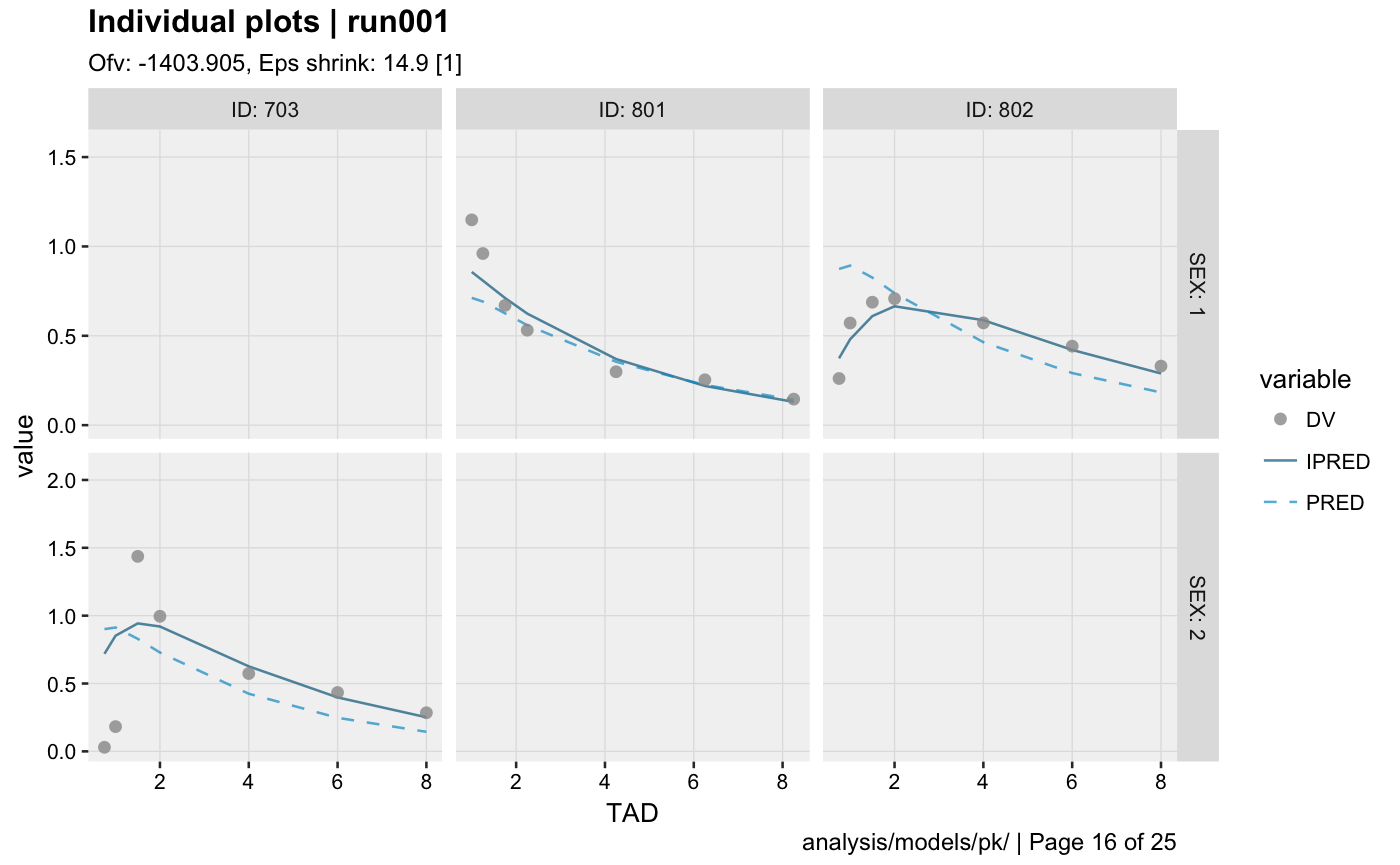 Individual plots | run001
Ofv: -1403.905, Eps shrink: 14.9 [1]
ID: 703
ID: 801
ID: 802
1.5
1.0
0.5
0.0
SEX: 1
value
2.0
1.5
1.0
0.5
0.0
SEX: 2
2 4 6 8
2 4 6 8
2 4 6 8
TAD
analysis/models/pk/ | Page 16 of 25
variable
DV
IPRED
PRED